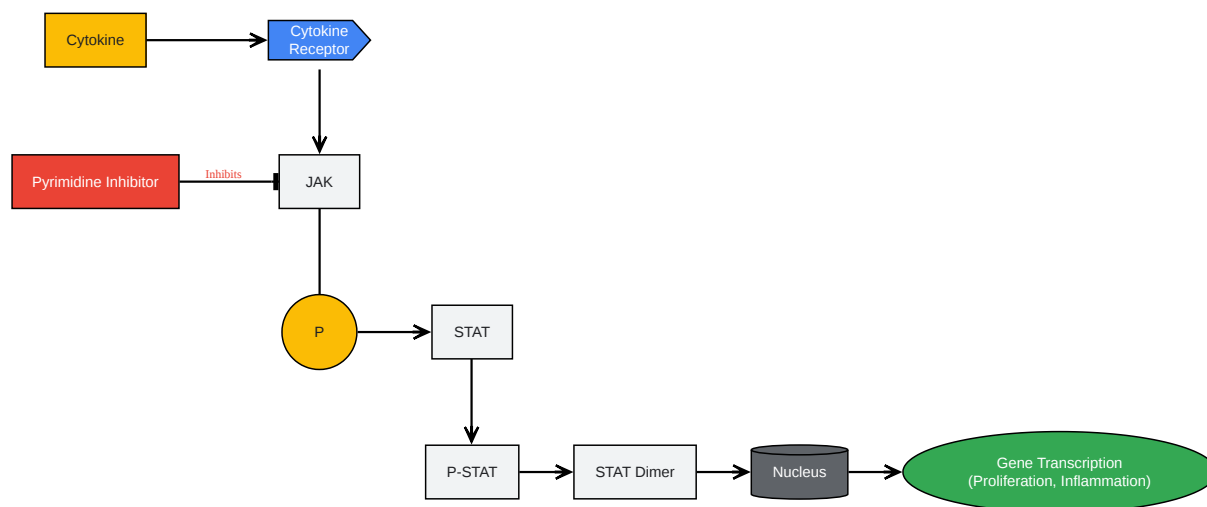 Cytokine
Cytokine
Receptor
Pyrimidine Inhibitor
Inhibits
JAK
P
STAT
P-STAT
STAT Dimer
Nucleus
Gene Transcription
(Proliferation, Inflammation)